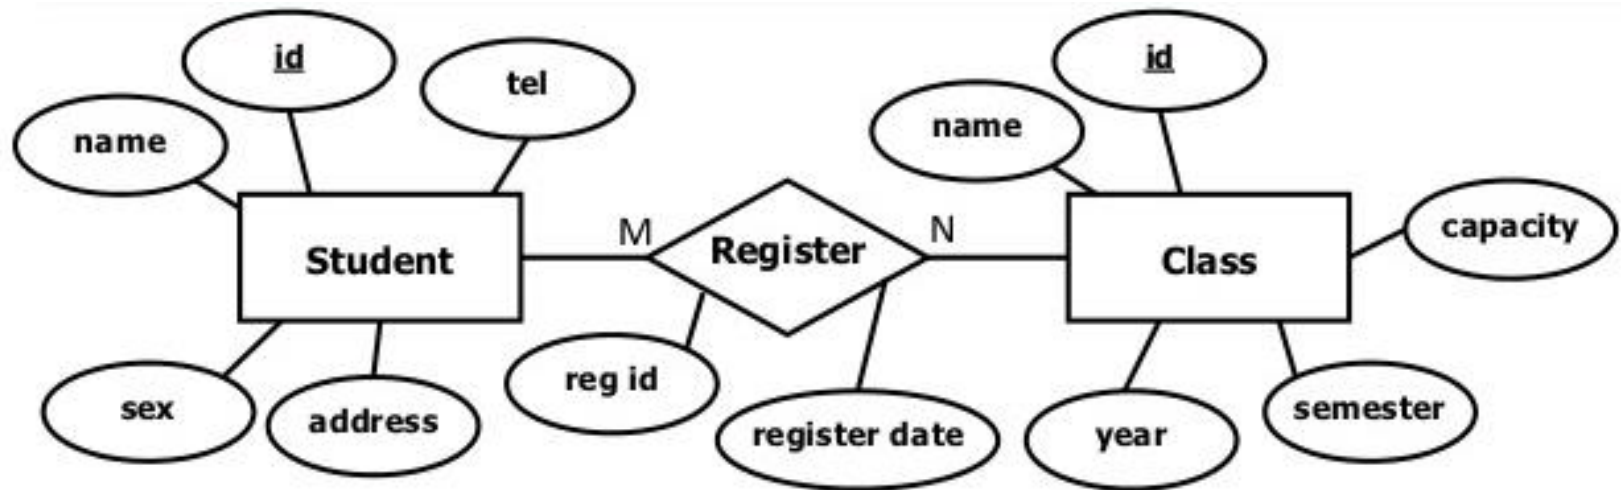 id
tel
name
Student
sex
address
M
Register
N
reg id
register date
id
name
capacity
Class
year
semester